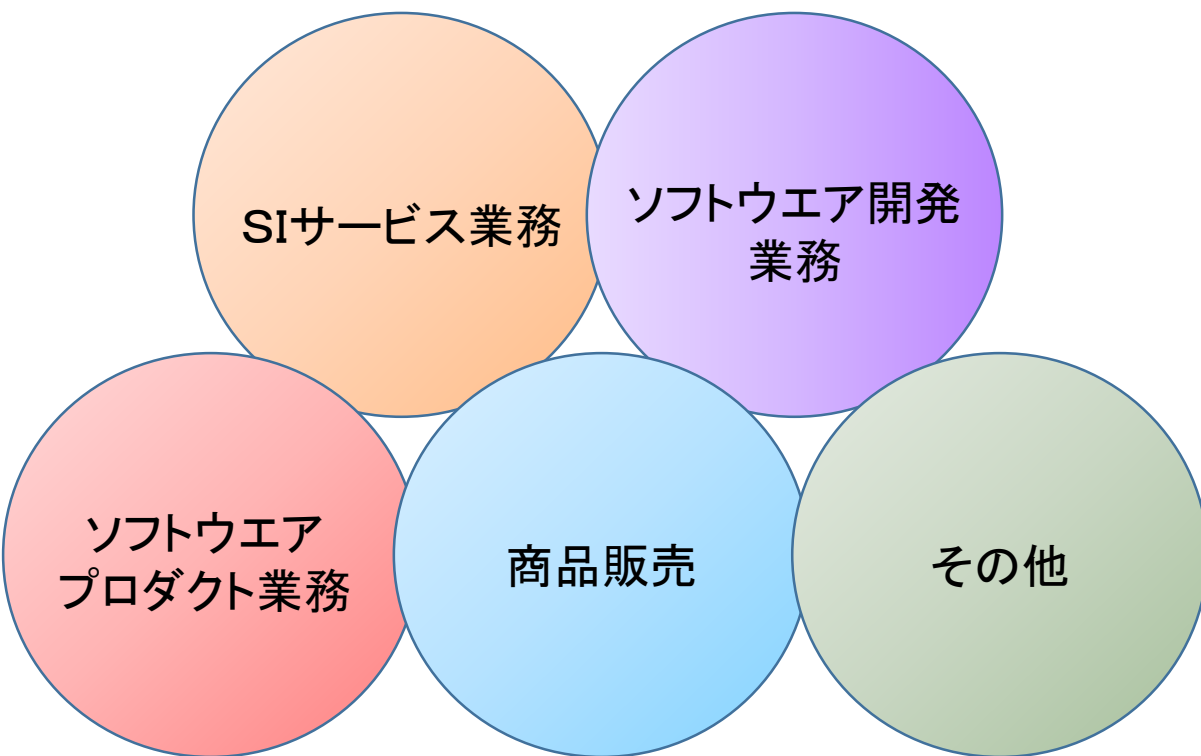 SIサービス業務
ソフトウエア開発
業務
ソフトウエア
プロダクト業務
商品販売
その他